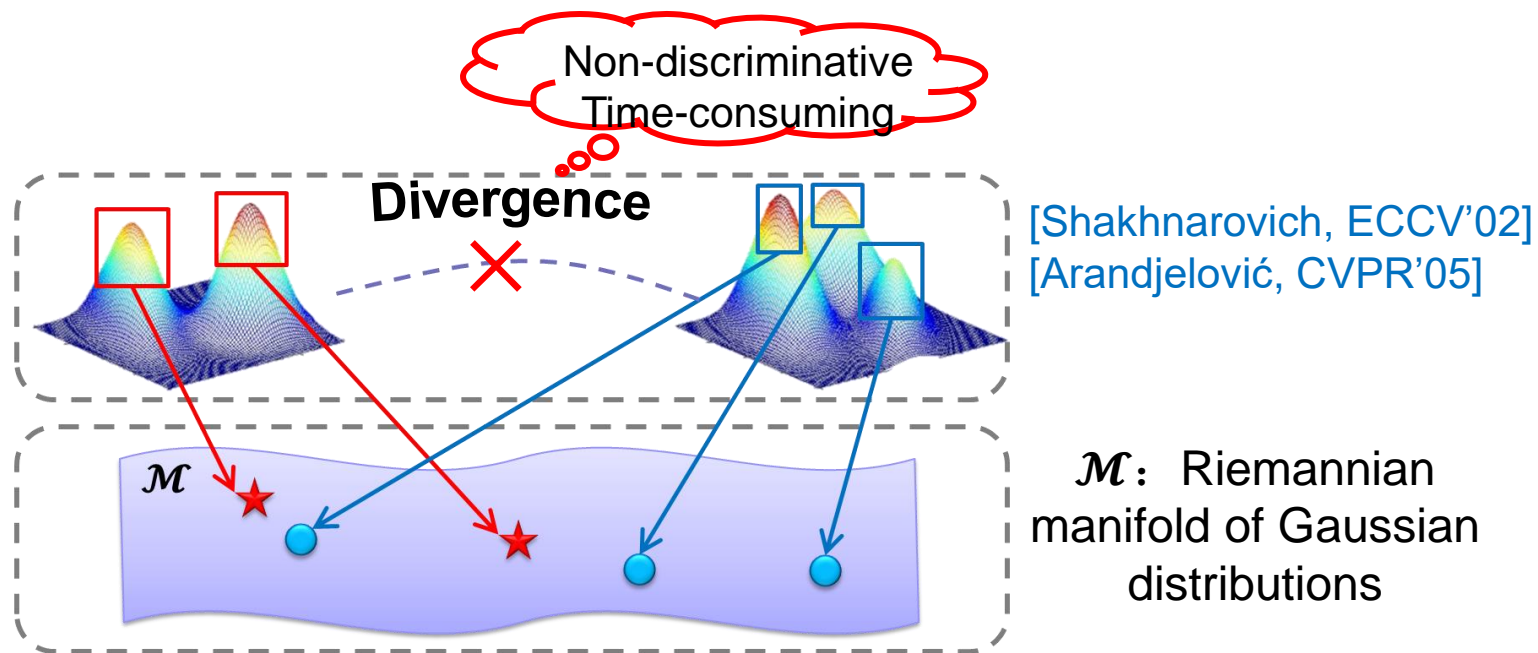 Non-discriminative
Time-consuming
Divergence
[Shakhnarovich, ECCV’02]
[Arandjelović, CVPR’05]
ℳ
ℳ： Riemannian
manifold of Gaussian
distributions